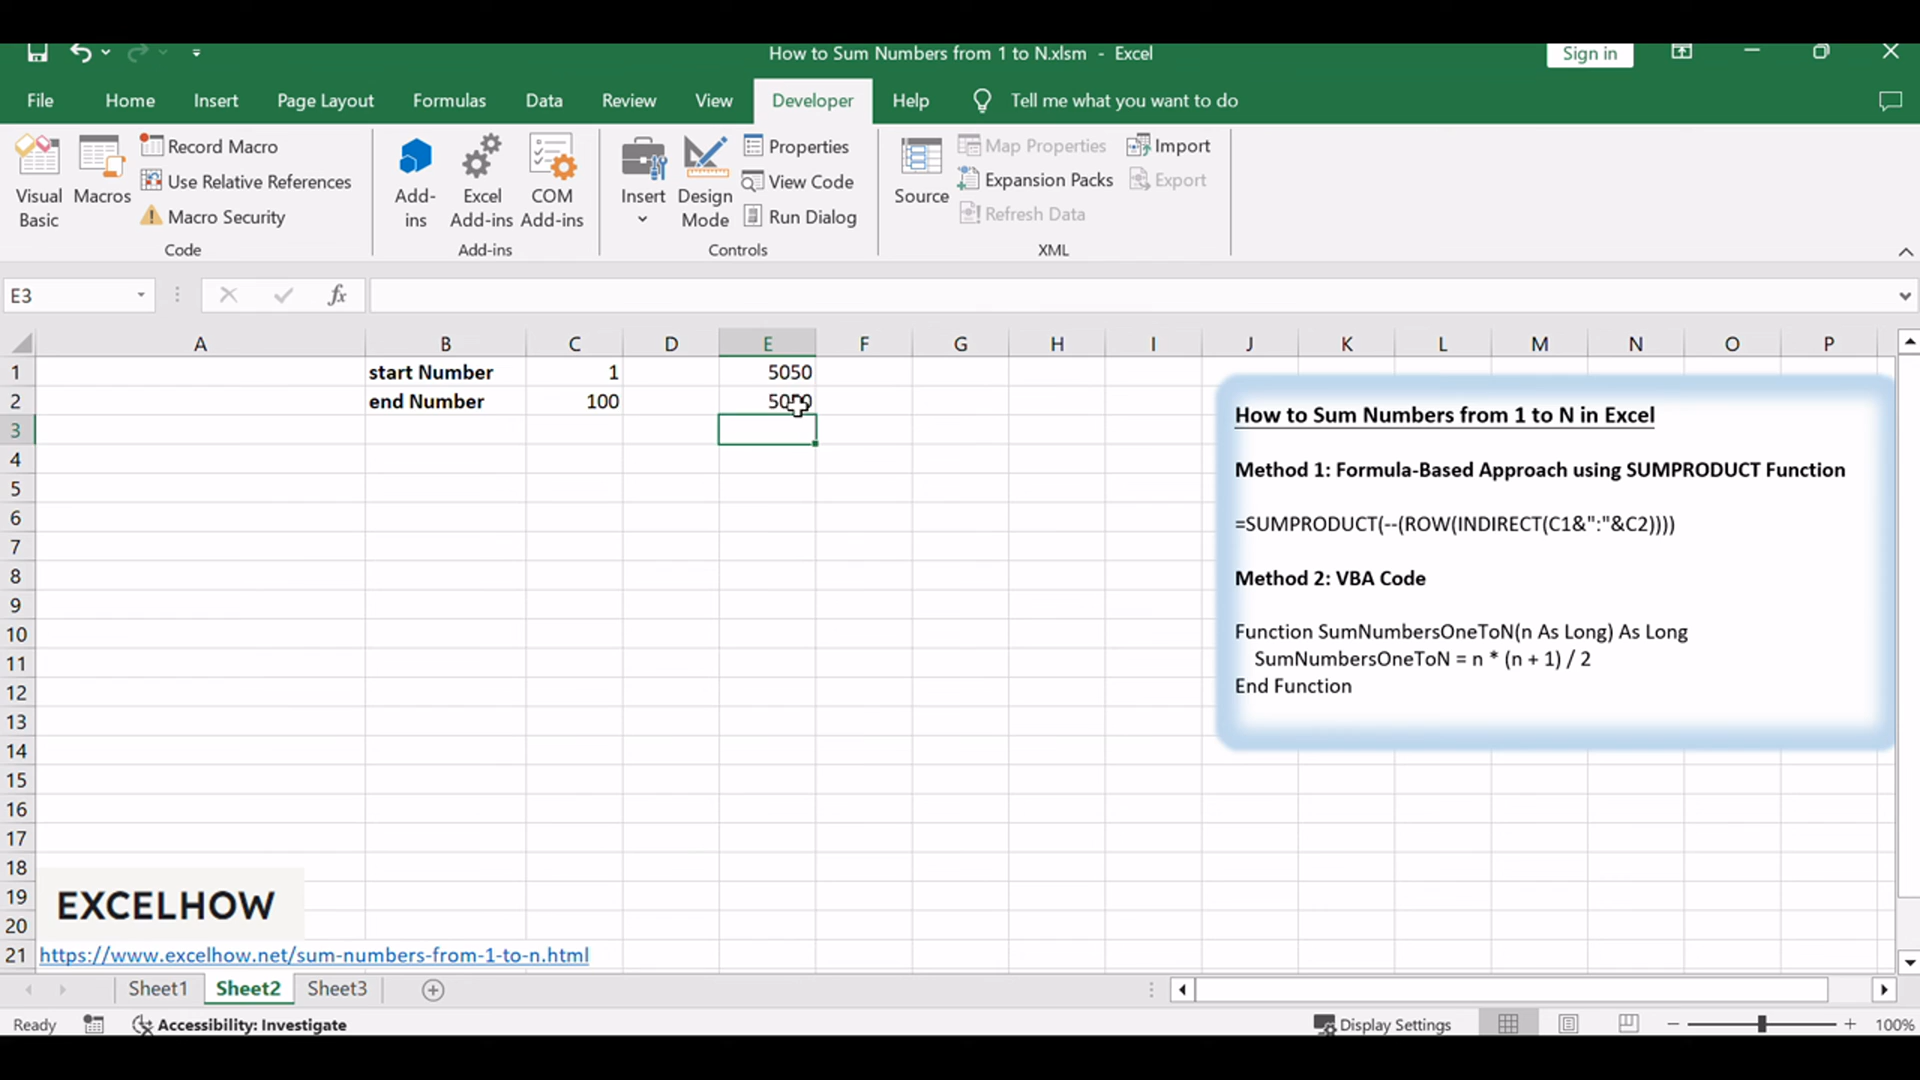 How to Sum Numbers from 1 to N.xlsm - Excel
Sign in
File Home Insert Page Layout Formulas Data Review View Developer Help Tell me what you want to do
Visual Basic
Macros
Record Macro
Use Relative References
Macro Security
Code
Add-ins
Excel Add-ins
COM Add-ins
Add-ins
Insert
Design Mode
Properties
View Code
Run Dialog
Controls
Source
Map Properties
Expansion Packs
Refresh Data
Import
Export
XML
E3 fx
A B C D E F G H I J K L M N O P
1 start Number 1 5050
2 end Number 100
3
4
5
6
7
8
9
10
11
12
13
14
15
16
17
18
19
20
21 https://www.excelhow.net/sum-numbers-from-1-to-n.html
How to Sum Numbers from 1 to N in Excel
Method 1: Formula-Based Approach using SUMPRODUCT Function
=SUMPRODUCT(--(ROW(INDIRECT(C1&":"&C2))))
Method 2: VBA Code
Function SumNumbersOneToN(n As Long) As Long
SumNumbersOneToN = n * (n + 1) / 2
End Function
EXCELHOW
Sheet1 Sheet2 Sheet3
Ready Accessibility: Investigate Display Settings 100%